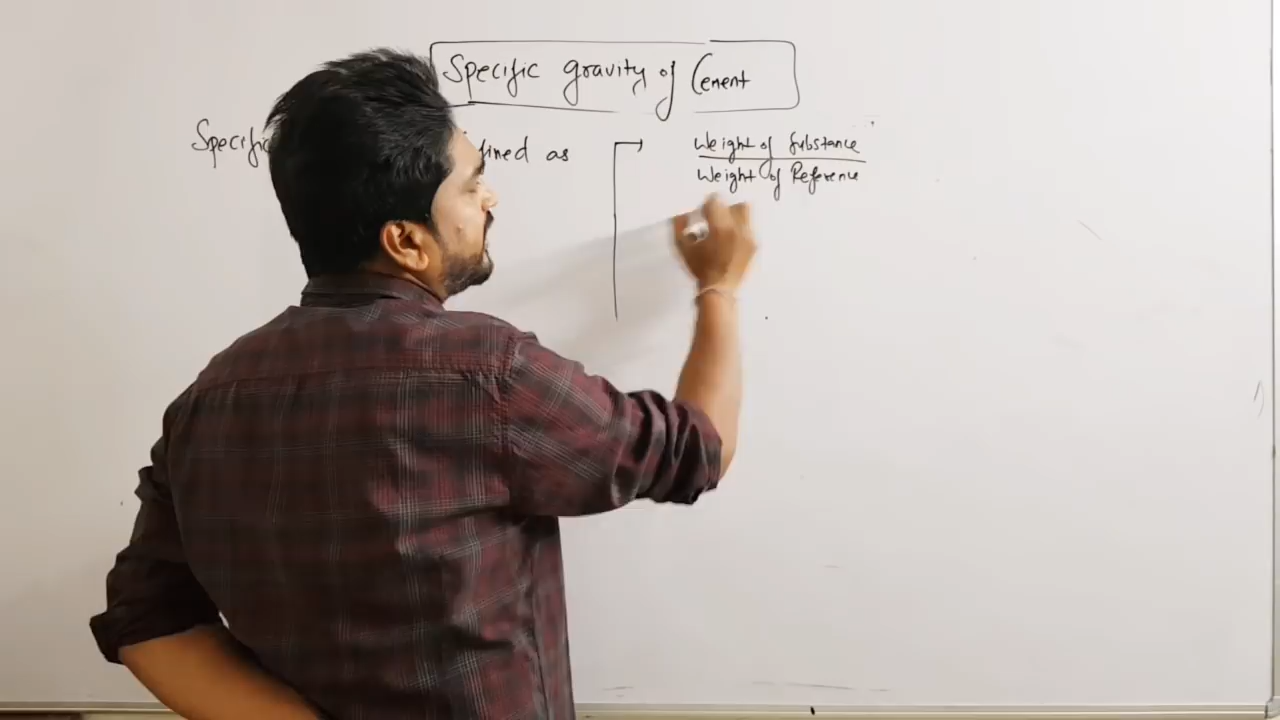 Specific gravity of Cement
Specific fined as
Weight of Substance
Weight of Reference